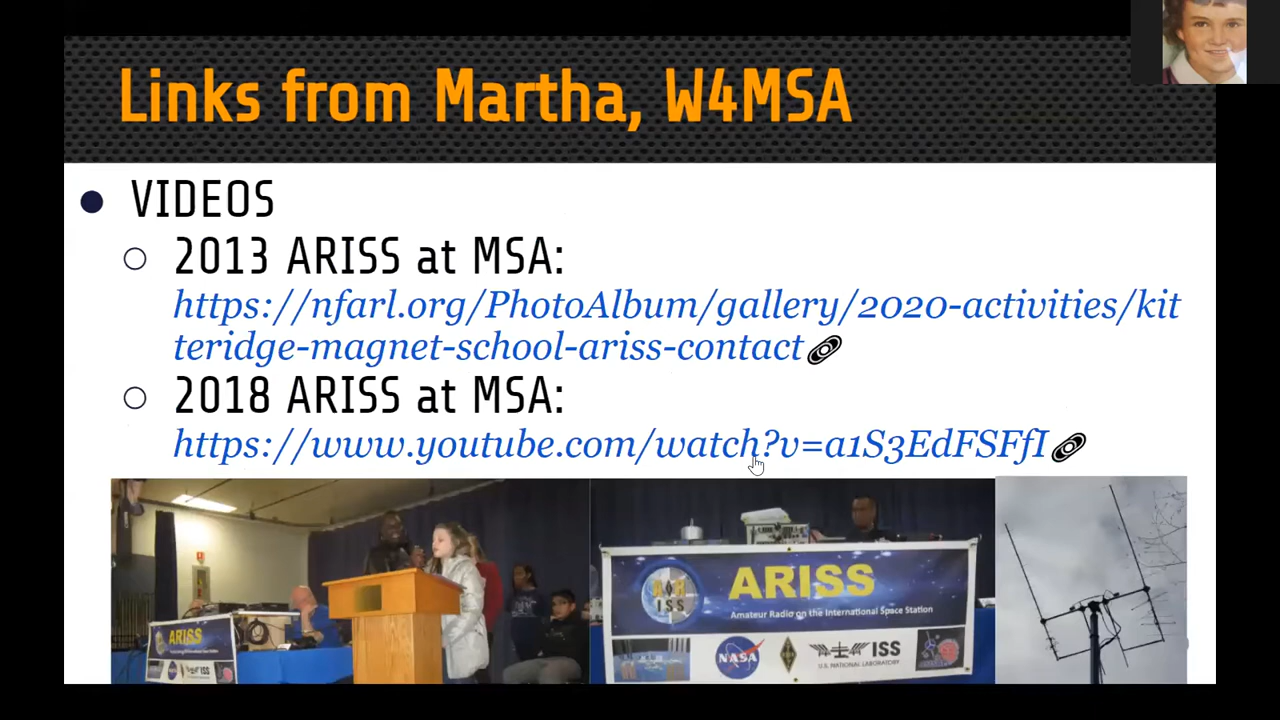 Links from Martha, W4MSA
VIDEOS
2013 ARISS at MSA:
https://nfarl.org/PhotoAlbum/gallery/2020-activities/kit
teridge-magnet-school-ariss-contact
2018 ARISS at MSA:
https://www.youtube.com/watch?v=a1S3EdFSFfI
ARISS
ISS
ARISS
Amateur Radio on the International Space Station
NASA
ISS
U.S. NATIONAL LABORATORY